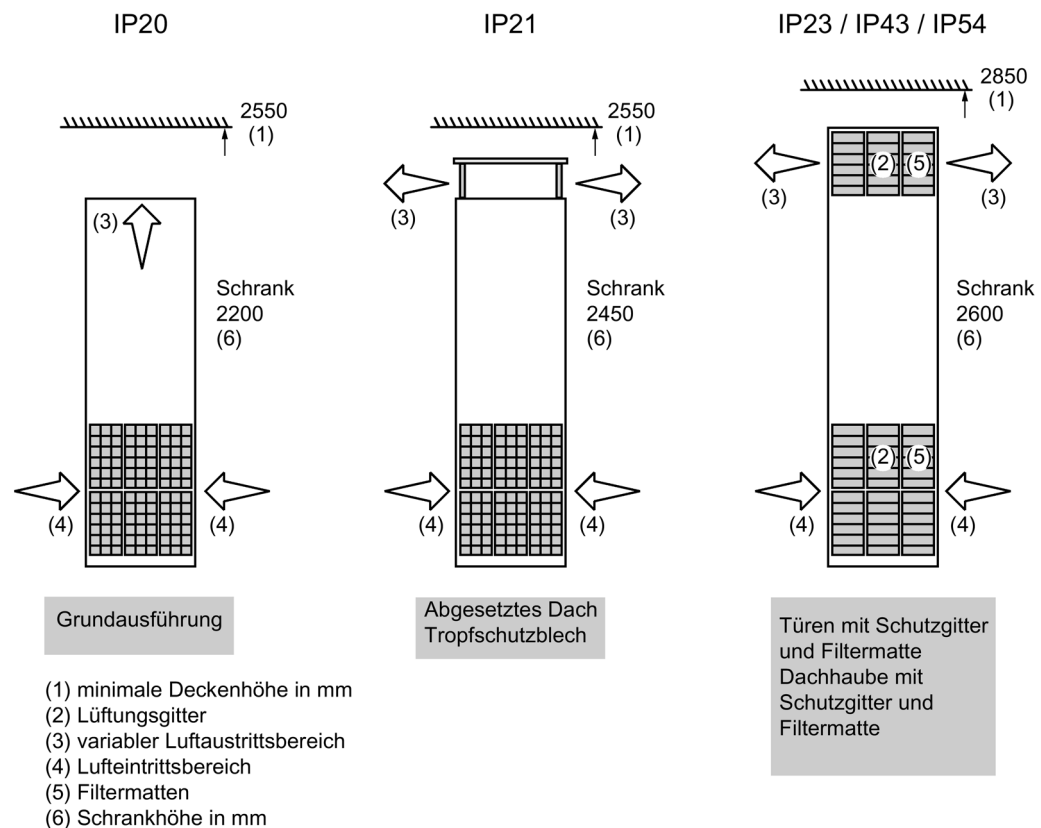 IP20
2550
(1)
(3)
Schrank
2200
(6)
(4)
(4)
Grundausführung
IP21
2550
(1)
(3)
(3)
Schrank
2450
(6)
(4)
(4)
Abgesetztes Dach
Tropfschutzblech
IP23 / IP43 / IP54
2850
(1)
(2)
(5)
(3)
(3)
Schrank
2600
(6)
(2)
(5)
(4)
(4)
Türen mit Schutzgitter
und Filtermatte
Dachhaube mit
Schutzgitter und
Filtermatte
(1) minimale Deckenhöhe in mm
(2) Lüftungsgitter
(3) variabler Luftaustrittsbereich
(4) Lufteintrittsbereich
(5) Filtermatten
(6) Schrankhöhe in mm